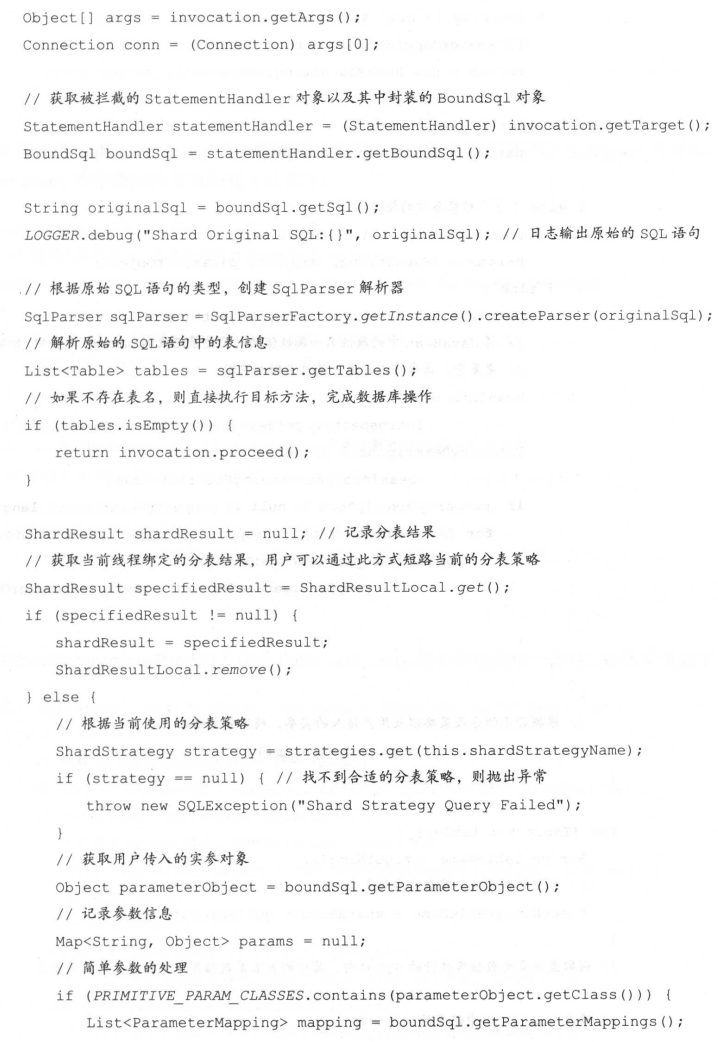 Object[] args = invocation.getArgs();
Connection conn = (Connection) args[0];
// 获取被拦截的 StatementHandler 对象以及其中封装的 BoundSql 对象
StatementHandler statementHandler = (StatementHandler) invocation.getTarget();
BoundSql boundSql = statementHandler.getBoundSql();
String originalSql = boundSql.getSql();
LOGGER.debug("Shard Original SQL:{}", originalSql); // 日志输出原始的 SQL 语句
// 根据原始 SQL 语句的类型，创建 SqlParser 解析器
SqlParser sqlParser = SqlParserFactory.getInstance().createParser(originalSql);
// 解析原始的 SQL 语句中的表信息
List<Table> tables = sqlParser.getTables();
// 如果不存在表名，则直接执行目标方法，完成数据库操作
if (tables.isEmpty()) {
return invocation.proceed();
}
ShardResult shardResult = null; // 记录分表结果
// 获取当前线程绑定的分表结果，用户可以通过此方式短路当前的分表策略
ShardResult specifiedResult = ShardResultLocal.get();
if (specifiedResult != null) {
shardResult = specifiedResult;
ShardResultLocal.remove();
} else {
// 根据当前使用的分表策略
ShardStrategy strategy = strategies.get(this.shardStrategyName);
if (strategy == null) { // 找不到合适的分表策略，则抛出异常
throw new SQLException("Shard Strategy Query Failed");
}
// 获取用户传入的实参对象
Object parameterObject = boundSql.getParameterObject();
// 记录参数信息
Map<String, Object> params = null;
// 简单参数的处理
if (PRIMITIVE_PARAM_CLASSES.contains(parameterObject.getClass())) {
List<ParameterMapping> mapping = boundSql.getParameterMappings();